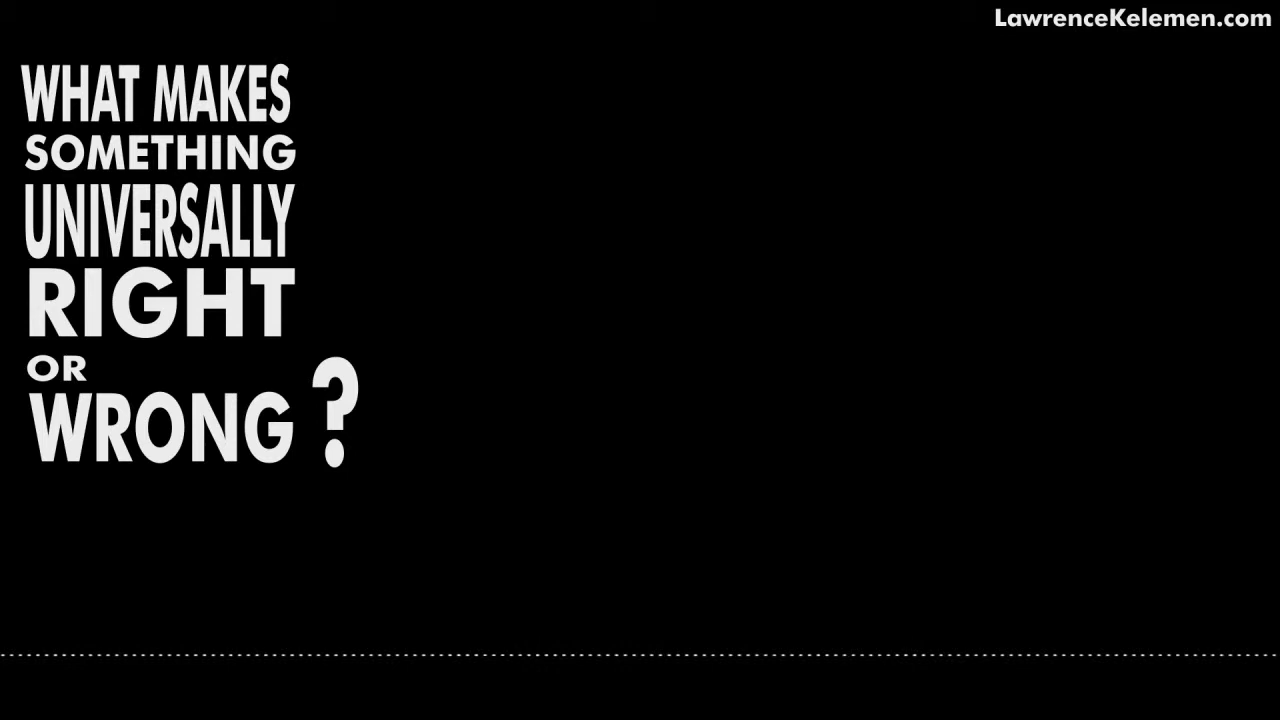 LawrenceKelemen.com
WHAT MAKES
SOMETHING
UNIVERSALLY
RIGHT
OR
WRONG?